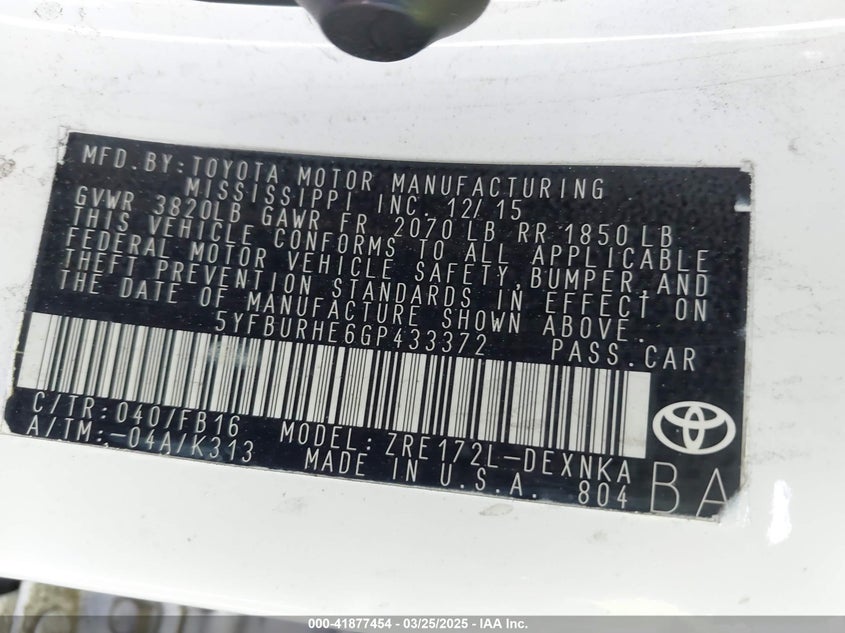 MFD.BY:TOYOTA MOTOR MANUFACTURING
MISSISSIPPI INC. 12/15
GVWR 3820LB GAWR FR 2070 LB RR 1850 LB
THIS VEHICLE CONFORMS TO ALL APPLICABLE
FEDERAL MOTOR VEHICLE SAFETY,BUMPER,AND
THEFT PREVENTION STANDARDS IN EFFECT ON
THE DATE OF MANUFACTURE SHOWN ABOVE.
5YFBURHE6GP433372 PASS.CAR
C/TR:040/FB16 MODEL:ZRE172L-DEXNKA
A/TM:-04A/K313 MADE IN U.S.A. 804
BA
000-41877454 - 03/25/2025 - IAA Inc.